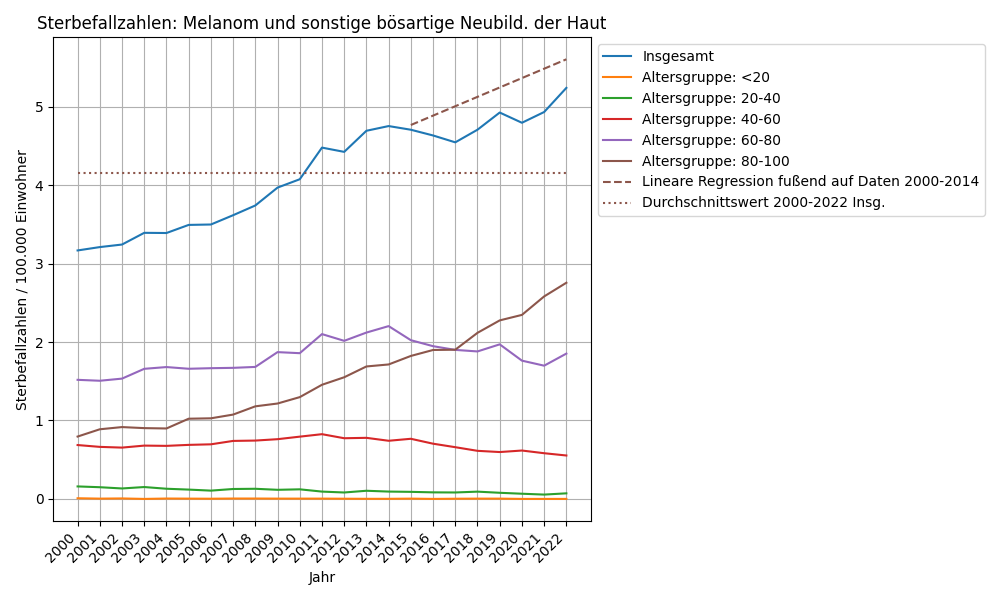 Sterbefallzahlen: Melanom und sonstige bösartige Neubild. der Haut
Sterbefallzahlen / 100.000 Einwohner
5
4
3
2
1
0
2000
2001
2002
2003
2004
2005
2006
2007
2008
2009
2010
2011
2012
2013
2014
2015
2016
2017
2018
2019
2020
2021
2022
Jahr
Insgesamt
Altersgruppe: <20
Altersgruppe: 20-40
Altersgruppe: 40-60
Altersgruppe: 60-80
Altersgruppe: 80-100
Lineare Regression fußend auf Daten 2000-2014
Durchschnittswert 2000-2022 Insg.